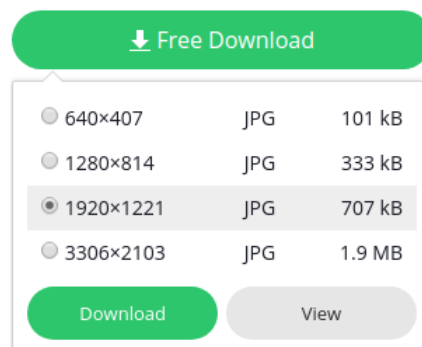 Free Download
640×407 JPG 101 kB
1280×814 JPG 333 kB
1920×1221 JPG 707 kB
3306×2103 JPG 1.9 MB
Download View